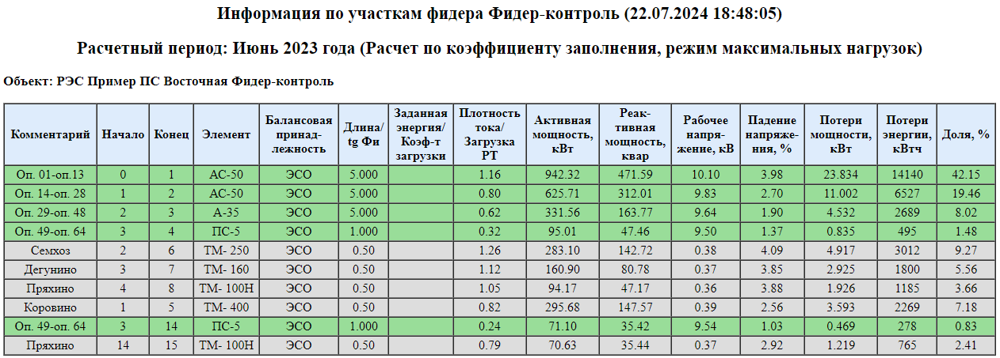 Информация по участкам фидера Фидер-контроль (22.07.2024 18:48:05)
Расчетный период: Июнь 2023 года (Расчет по коэффициенту заполнения, режим максимальных нагрузок)
Объект: РЭС Пример ПС Восточная Фидер-контроль
Комментарий Начало Конец Элемент Балансовая принад-лежность Длина/ tg Фи Заданная энергия/ Коэф-т загрузки Плотность тока/ Загрузка РТ Активная мощность, кВт Реак-тивная мощность, квар Рабочее напря-жение, кВ Падение напряже-ния, % Потери мощности, кВт Потери энергии, кВтч Доля, %
Оп. 01-оп.13 0 1 АС-50 ЭСО 5.000 1.16 942.32 471.59 10.10 3.98 23.834 14140 42.15
Оп. 14-оп. 28 1 2 АС-50 ЭСО 5.000 0.80 625.71 312.01 9.83 2.70 11.002 6527 19.46
Оп. 29-оп. 48 2 3 А-35 ЭСО 5.000 0.62 331.56 163.77 9.64 1.90 4.532 2689 8.02
Оп. 49-оп. 64 3 4 ПС-5 ЭСО 1.000 0.32 95.01 47.46 9.50 1.37 0.835 495 1.48
Семхоз 2 6 ТМ- 250 ЭСО 0.50 1.26 283.10 142.72 0.38 4.09 4.917 3012 9.27
Дегунино 3 7 ТМ- 160 ЭСО 0.50 1.12 160.90 80.78 0.37 3.85 2.925 1800 5.56
Пряхино 4 8 ТМ- 100Н ЭСО 0.50 1.05 94.17 47.17 0.36 3.88 1.926 1185 3.66
Коровино 1 5 ТМ- 400 ЭСО 0.50 0.82 295.68 147.57 0.39 2.56 3.593 2269 7.18
Оп. 49-оп. 64 3 14 ПС-5 ЭСО 1.000 0.24 71.10 35.42 9.54 1.03 0.469 278 0.83
Пряхино 14 15 ТМ- 100Н ЭСО 0.50 0.79 70.63 35.44 0.37 2.92 1.219 765 2.41